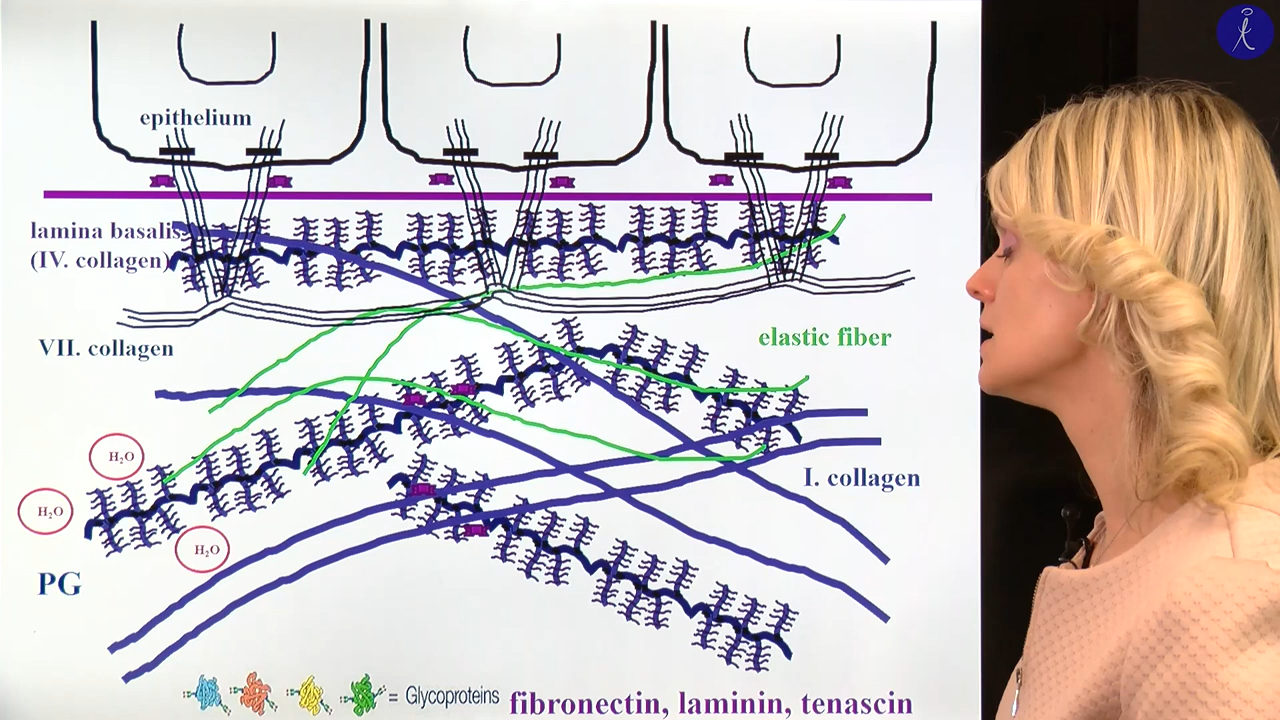 epithelium
lamina basalis
(IV. collagen)
VII. collagen
elastic fiber
H₂O
H₂O
H₂O
I. collagen
PG
= Glycoproteins
fibronectin, laminin, tenascin